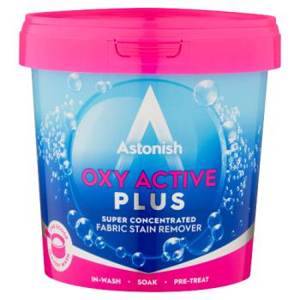 Astonish
OXY ACTIVE
PLUS
SUPER CONCENTRATED
FABRIC STAIN REMOVER
IN-WASH • SOAK • PRE-TREAT